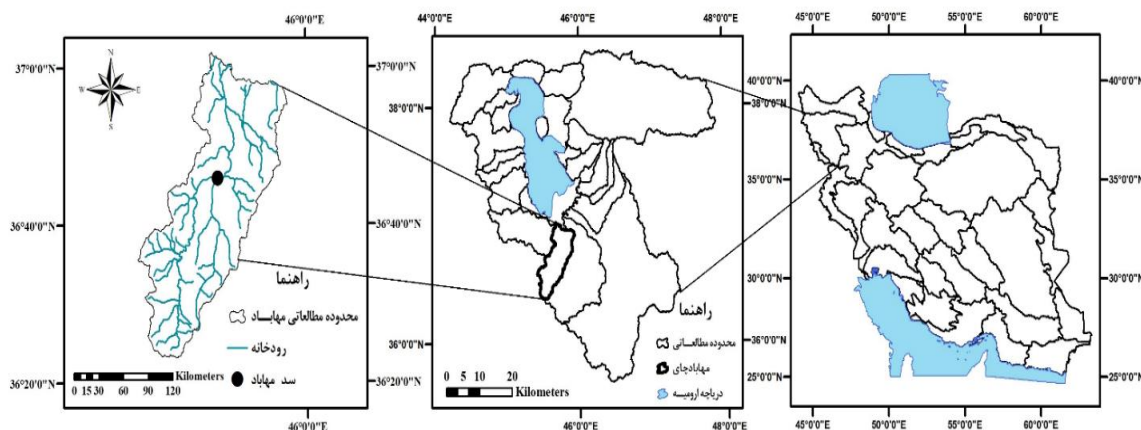 46°0'0"E
37°0'0"N
36°40'0"N
36°20'0"N
N
W
E
S
راهنما
محدوده مطالعاتی مهاباد
رودخانه
سد مهاباد
Kilometers
0 15 30 60 90 120
46°0'0"E
44°0'0"E 46°0'0"E 48°0'0"E
37°0'0"N
38°0'0"N
36°40'0"N
36°0'0"N
36°20'0"N
راهنما
محدوده مطالعاتی
مهابادچای
دریاچه ارومیه
Kilometers
0 5 10 20
44°0'0"E 46°0'0"E 48°0'0"E
45°0'0"E 50°0'0"E 55°0'0"E 60°0'0"E
40°0'0"N 40°0'0"N
35°0'0"N 35°0'0"N
30°0'0"N 30°0'0"N
25°0'0"N 25°0'0"N
45°0'0"E 50°0'0"E 55°0'0"E 60°0'0"E